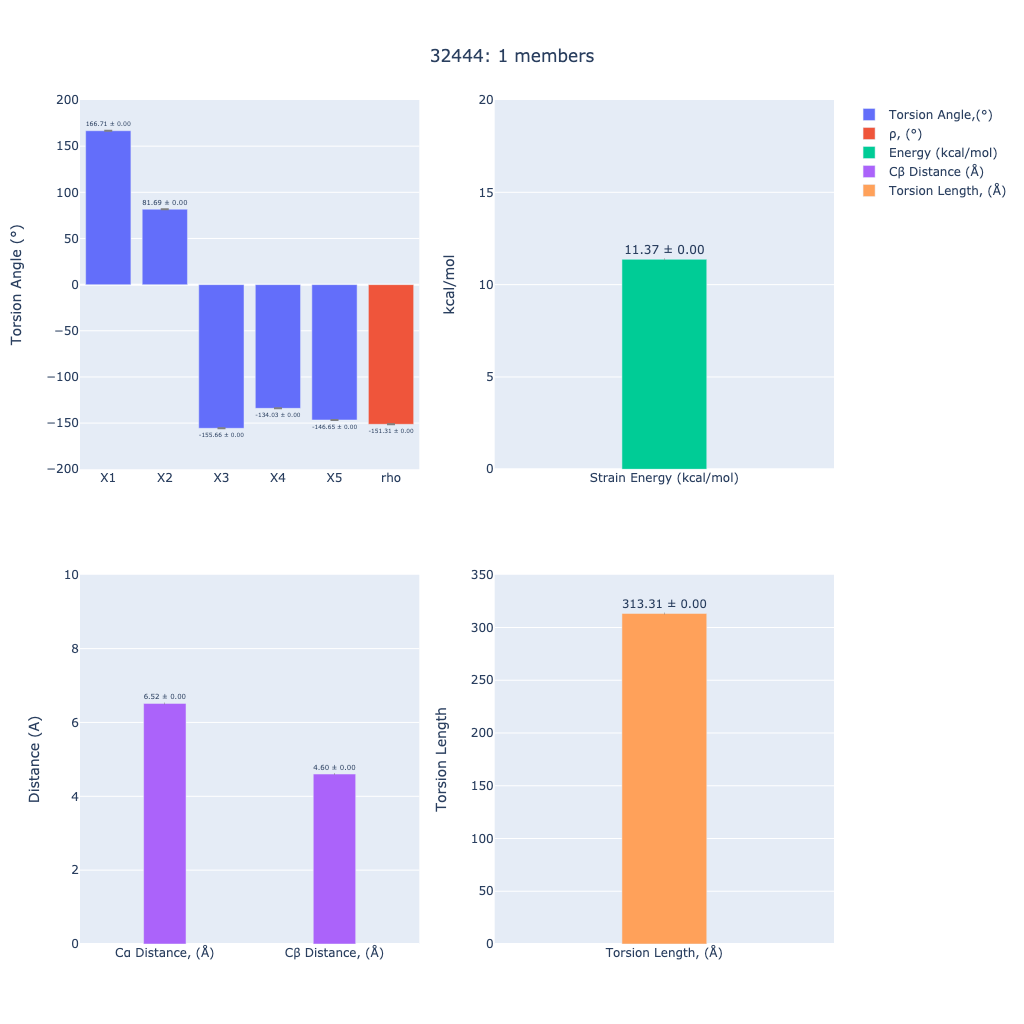 32444: 1 members
200
150
100
50
0
−50
−100
−150
−200
Torsion Angle (°)
166.71 ± 0.00
81.69 ± 0.00
-155.66 ± 0.00
-134.03 ± 0.00
-146.65 ± 0.00
-151.31 ± 0.00
X1 X2 X3 X4 X5 rho
20
15
10
5
0
kcal/mol
11.37 ± 0.00
Strain Energy (kcal/mol)
Torsion Angle,(°)
ρ, (°)
Energy (kcal/mol)
Cβ Distance (Å)
Torsion Length, (Å)
10
8
6
4
2
0
Distance (A)
6.52 ± 0.00
4.60 ± 0.00
Cα Distance, (Å) Cβ Distance, (Å)
350
300
250
200
150
100
50
0
Torsion Length
313.31 ± 0.00
Torsion Length, (Å)